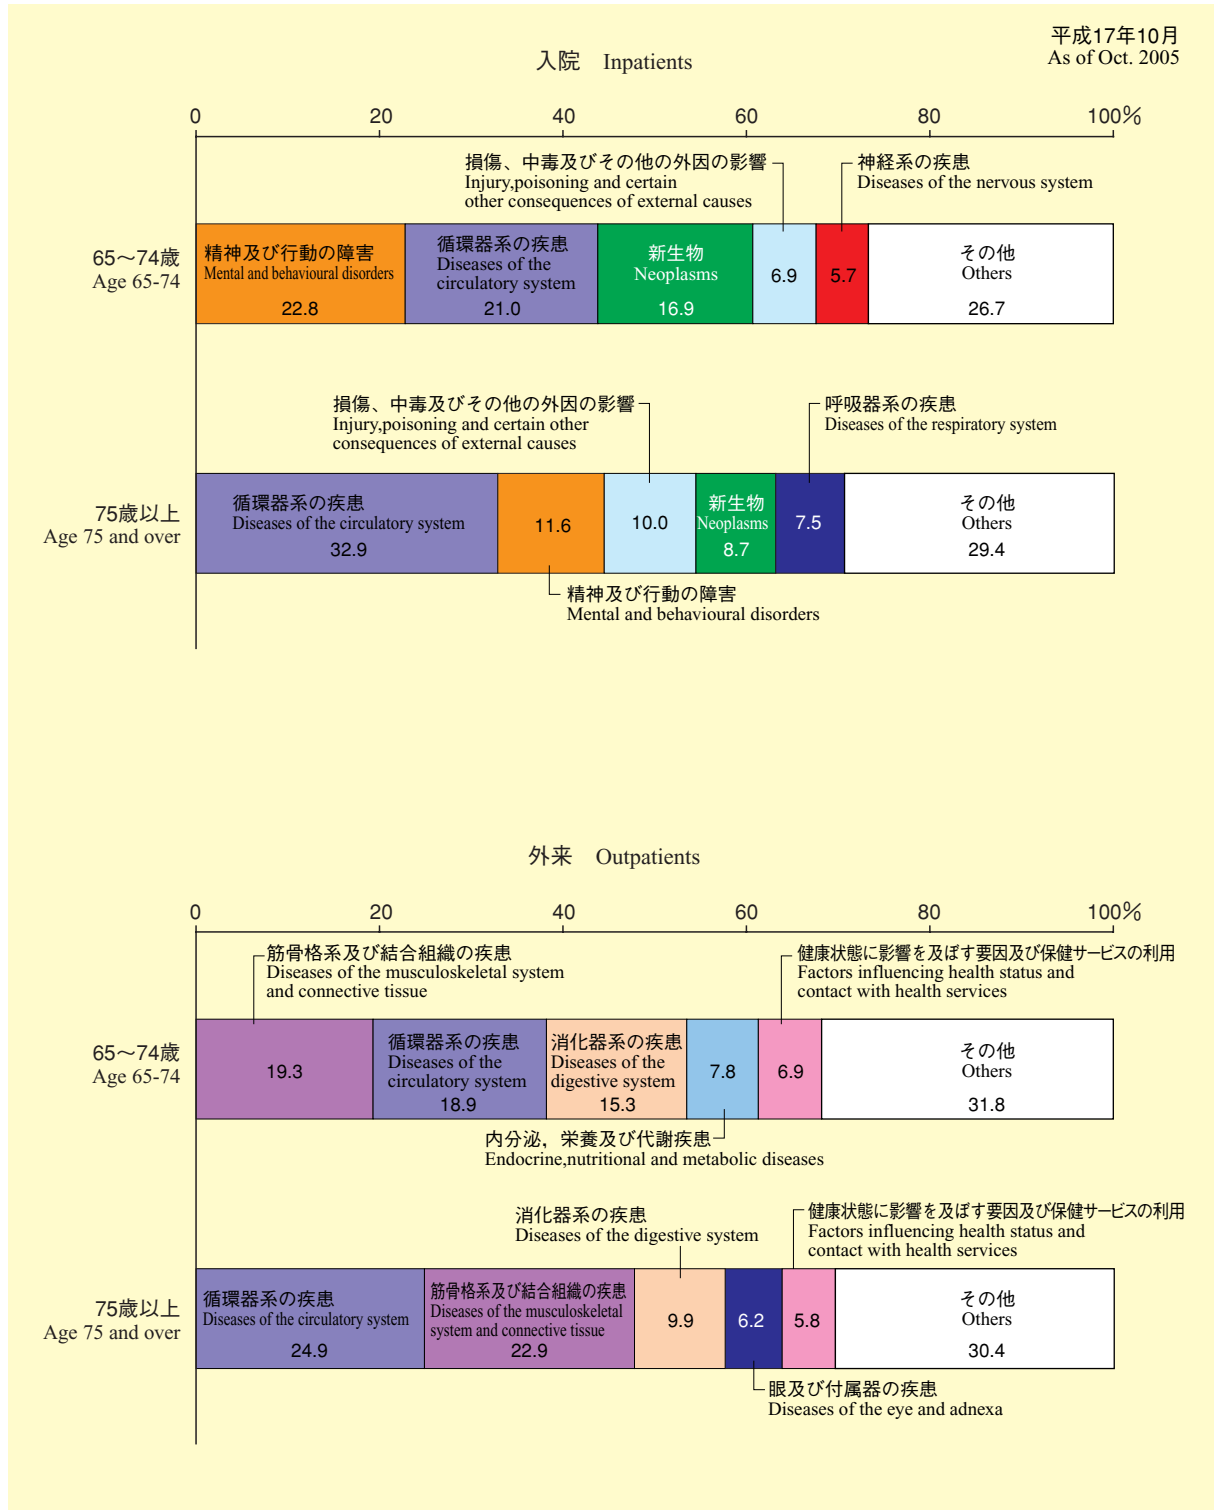 平成17年10月
As of Oct. 2005
入院 Inpatients
0 20 40 60 80 100%
損傷、中毒及びその他の外因の影響
Injury,poisoning and certain
other consequences of external causes
神経系の疾患
Diseases of the nervous system
65〜74歳
Age 65-74
精神及び行動の障害
Mental and behavioural disorders
22.8
循環器系の疾患
Diseases of the
circulatory system
21.0
新生物
Neoplasms
16.9
6.9
5.7
その他
Others
26.7
損傷、中毒及びその他の外因の影響
Injury,poisoning and certain other
consequences of external causes
呼吸器系の疾患
Diseases of the respiratory system
75歳以上
Age 75 and over
循環器系の疾患
Diseases of the circulatory system
32.9
11.6
10.0
新生物
Neoplasms
8.7
7.5
その他
Others
29.4
精神及び行動の障害
Mental and behavioural disorders
外来 Outpatients
0 20 40 60 80 100%
筋骨格系及び結合組織の疾患
Diseases of the musculoskeletal system
and connective tissue
健康状態に影響を及ぼす要因及び保健サービスの利用
Factors influencing health status and
contact with health services
65〜74歳
Age 65-74
19.3
循環器系の疾患
Diseases of the
circulatory system
18.9
消化器系の疾患
Diseases of the
digestive system
15.3
7.8
6.9
その他
Others
31.8
内分泌，栄養及び代謝疾患
Endocrine,nutritional and metabolic diseases
消化器系の疾患
Diseases of the digestive system
健康状態に影響を及ぼす要因及び保健サービスの利用
Factors influencing health status and
contact with health services
75歳以上
Age 75 and over
循環器系の疾患
Diseases of the circulatory system
24.9
筋骨格系及び結合組織の疾患
Diseases of the musculoskeletal
system and connective tissue
22.9
9.9
6.2
5.8
その他
Others
30.4
眼及び付属器の疾患
Diseases of the eye and adnexa